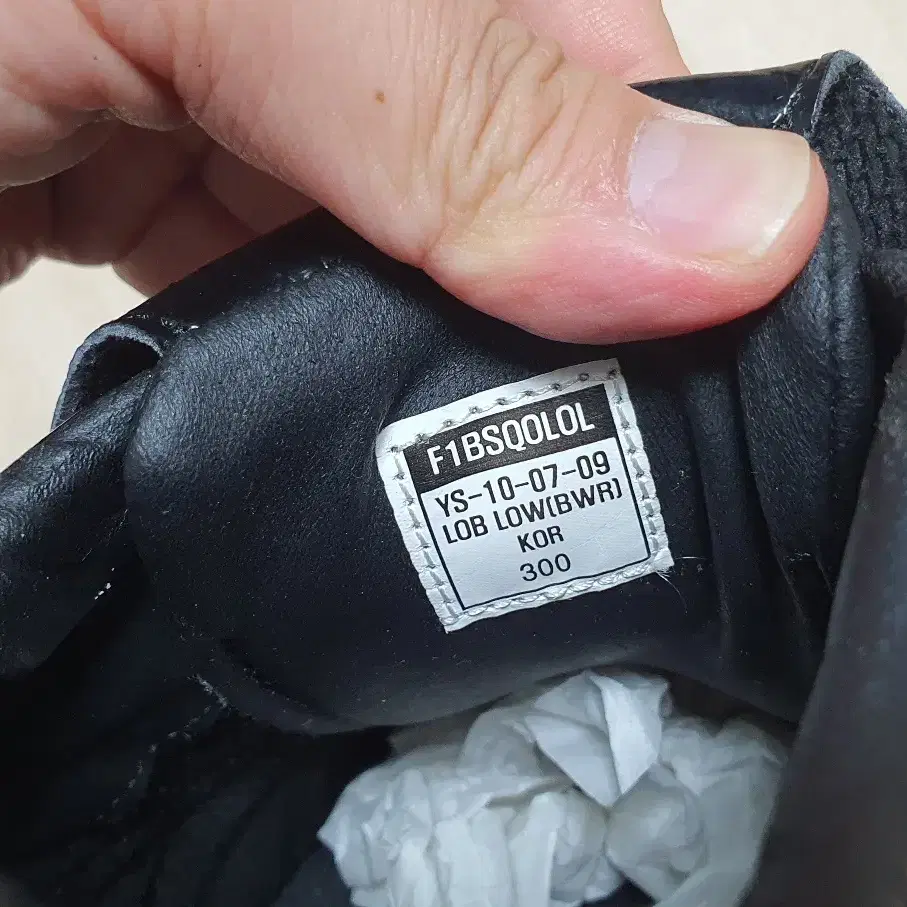 F1BSQOLOL
YS-10-07-09
LOB LOW(BWR)
KOR
300